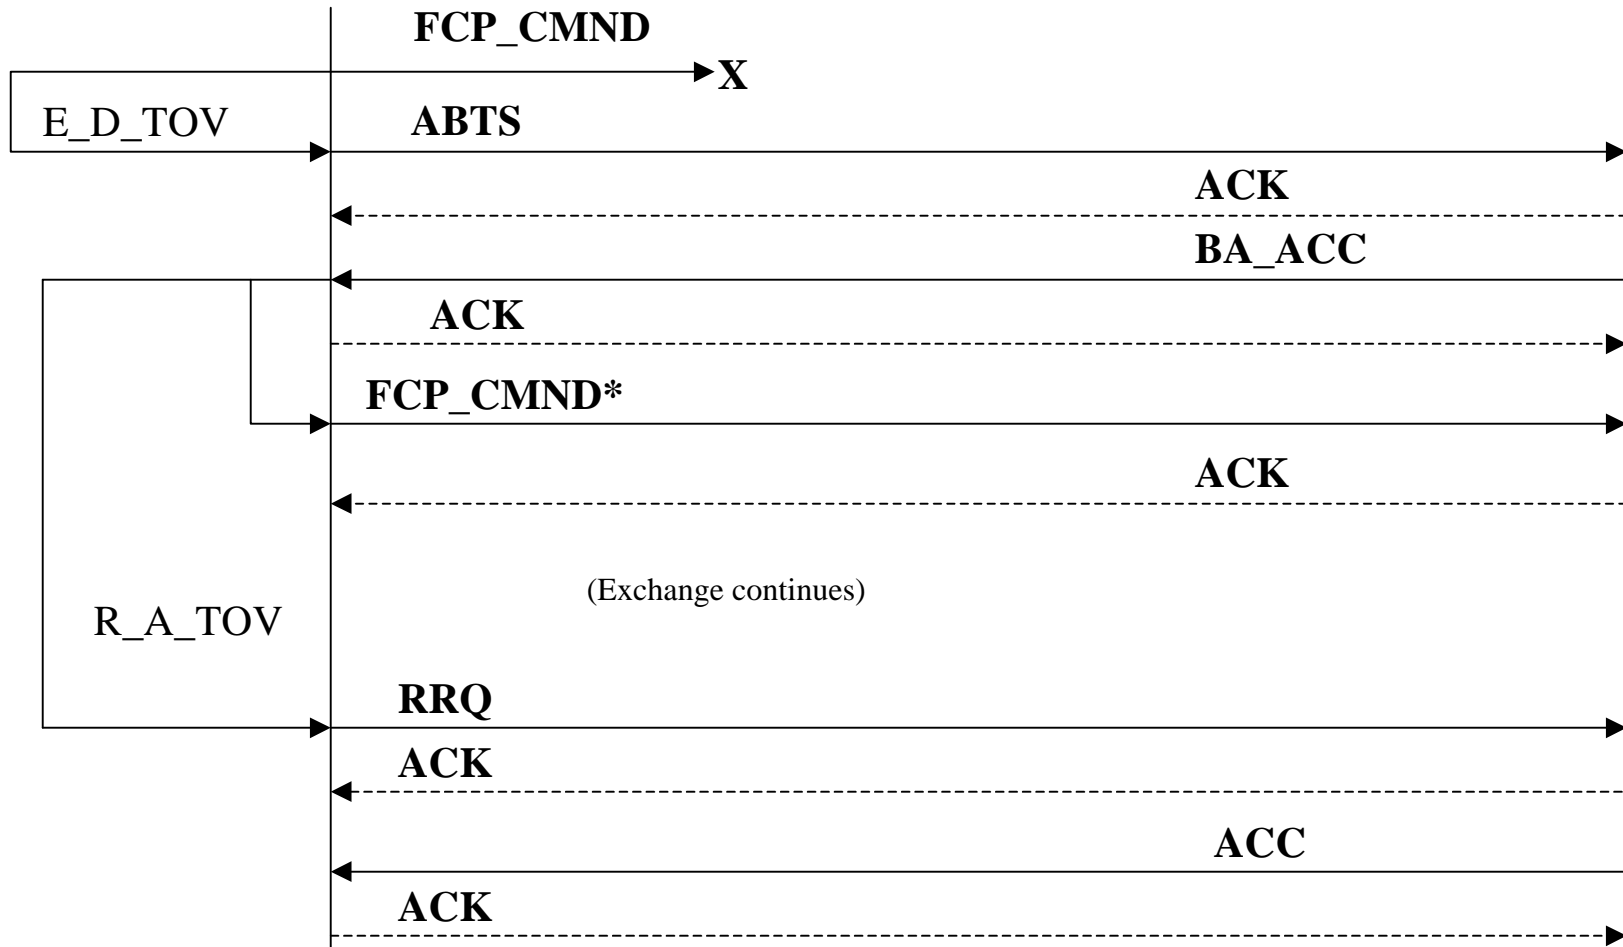 FCP_CMND
X
E_D_TOV
ABTS
ACK
BA_ACC
ACK
FCP_CMND*
ACK
(Exchange continues)
R_A_TOV
RRQ
ACK
ACC
ACK